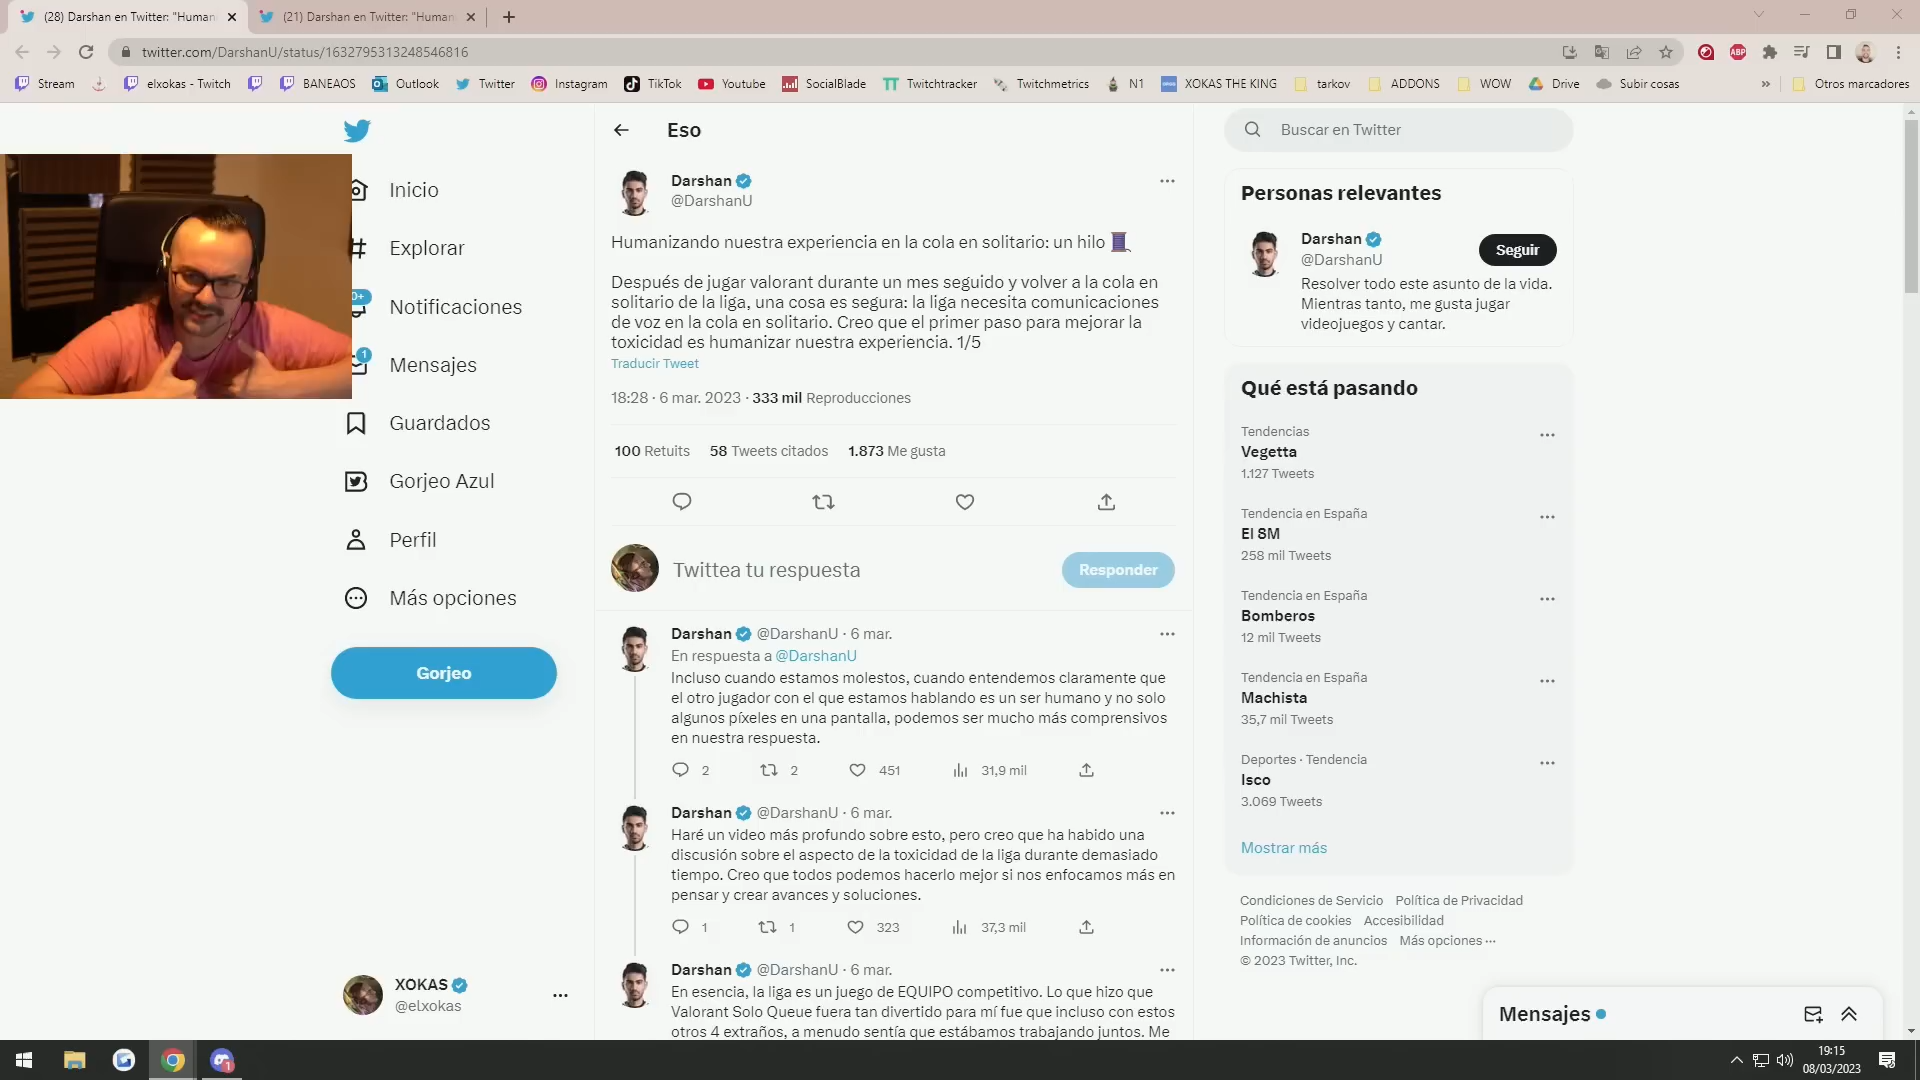 (28) Darshan en Twitter: "Human
(21) Darshan en Twitter: "Human
twitter.com/DarshanU/status/1632795313248546816
ABP
Stream
elxokas - Twitch
BANEAOS
Outlook
Twitter
Instagram
TikTok
Youtube
SocialBlade
Twitchtracker
Twitchmetrics
N1
XOKAS THE KING
tarkov
ADDONS
WOW
Drive
Subir cosas
»
Otros marcadores
Inicio
Explorar
Notificaciones
1
Mensajes
Guardados
Gorjeo Azul
Perfil
Más opciones
Gorjeo
XOKAS
@elxokas
Eso
Darshan
@DarshanU
Humanizando nuestra experiencia en la cola en solitario: un hilo
Después de jugar valorant durante un mes seguido y volver a la cola en
solitario de la liga, una cosa es segura: la liga necesita comunicaciones
de voz en la cola en solitario. Creo que el primer paso para mejorar la
toxicidad es humanizar nuestra experiencia. 1/5
Traducir Tweet
18:28 · 6 mar. 2023 · 333 mil Reproducciones
100 Retuits 58 Tweets citados 1.873 Me gusta
Twittea tu respuesta
Responder
Darshan @DarshanU · 6 mar.
En respuesta a @DarshanU
Incluso cuando estamos molestos, cuando entendemos claramente que
el otro jugador con el que estamos hablando es un ser humano y no solo
algunos píxeles en una pantalla, podemos ser mucho más comprensivos
en nuestra respuesta.
2 2 451 31,9 mil
Darshan @DarshanU · 6 mar.
Haré un video más profundo sobre esto, pero creo que ha habido una
discusión sobre el aspecto de la toxicidad de la liga durante demasiado
tiempo. Creo que todos podemos hacerlo mejor si nos enfocamos más en
pensar y crear avances y soluciones.
1 1 323 37,3 mil
Darshan @DarshanU · 6 mar.
En esencia, la liga es un juego de EQUIPO competitivo. Lo que hizo que
Valorant Solo Queue fuera tan divertido para mí fue que incluso con estos
otros 4 extraños, a menudo sentía que estábamos trabajando juntos. Me
Buscar en Twitter
Personas relevantes
Darshan
@DarshanU
Seguir
Resolver todo este asunto de la vida.
Mientras tanto, me gusta jugar
videojuegos y cantar.
Qué está pasando
Tendencias
Vegetta
1.127 Tweets
Tendencia en España
El 8M
258 mil Tweets
Tendencia en España
Bomberos
12 mil Tweets
Tendencia en España
Machista
35,7 mil Tweets
Deportes · Tendencia
Isco
3.069 Tweets
Mostrar más
Condiciones de Servicio Política de Privacidad
Política de cookies Accesibilidad
Información de anuncios Más opciones ···
© 2023 Twitter, Inc.
Mensajes
1
19:15
08/03/2023